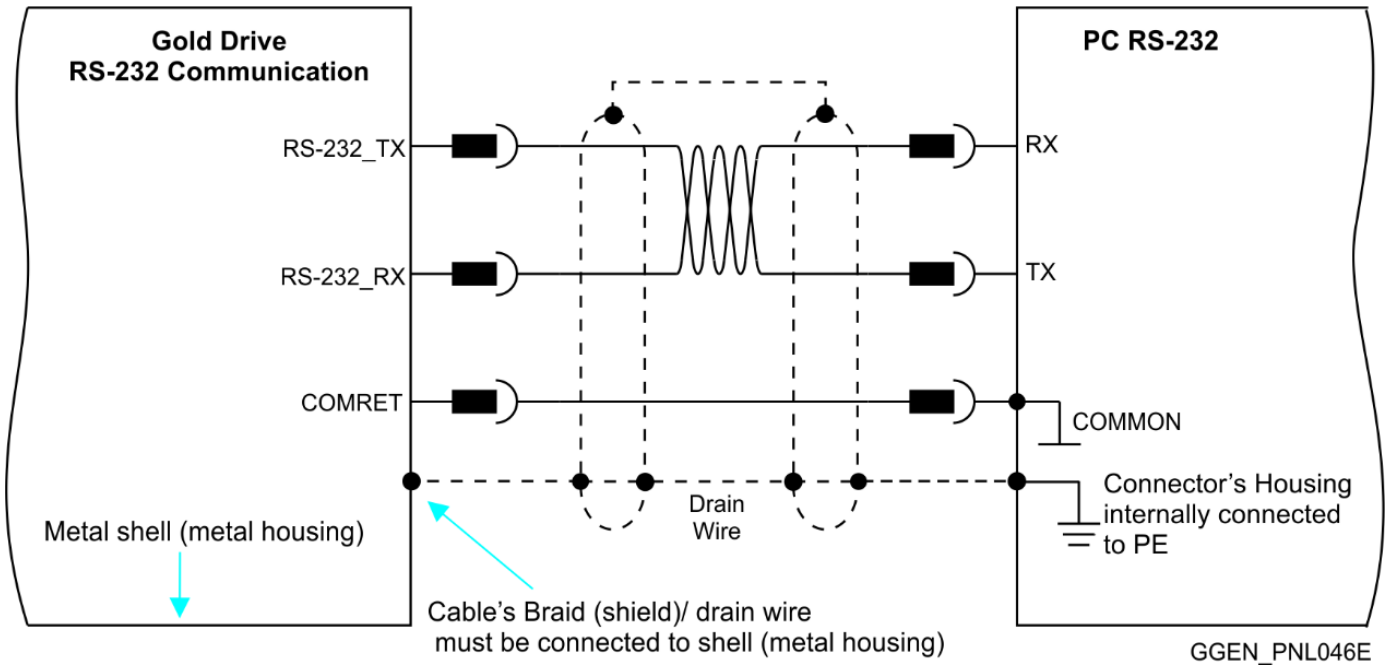 Gold Drive
RS-232 Communication
PC RS-232
RS-232_TX
RX
RS-232_RX
TX
COMRET
COMMON
Drain
Wire
Connector's Housing
internally connected
to PE
Metal shell (metal housing)
Cable's Braid (shield)/ drain wire
must be connected to shell (metal housing)
GGEN_PNL046E